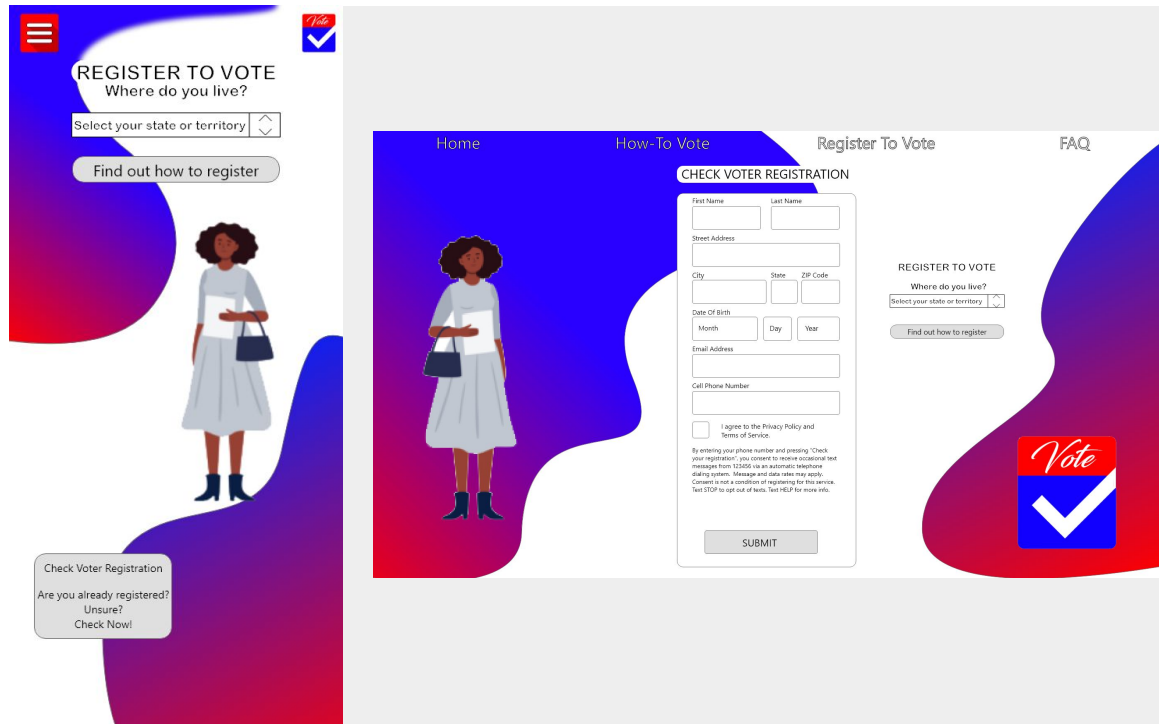 Vote
REGISTER TO VOTE
Where do you live?
Select your state or territory
Find out how to register
Check Voter Registration
Are you already registered?
Unsure?
Check Now!
Home
How-To Vote
Register To Vote
FAQ
CHECK VOTER REGISTRATION
First Name
Last Name
Street Address
City
State
ZIP Code
Date Of Birth
Month
Day
Year
Email Address
Cell Phone Number
I agree to the Privacy Policy and
Terms of Service.
By entering your phone number and pressing "Check
your registration", you consent to receive occasional text
messages from 123456 via an automatic telephone
dialing system. Message and data rates may apply.
Consent is not a condition of registering for this service.
Text STOP to opt out of texts. Text HELP for more info.
SUBMIT
REGISTER TO VOTE
Where do you live?
Select your state or territory
Find out how to register
Vote